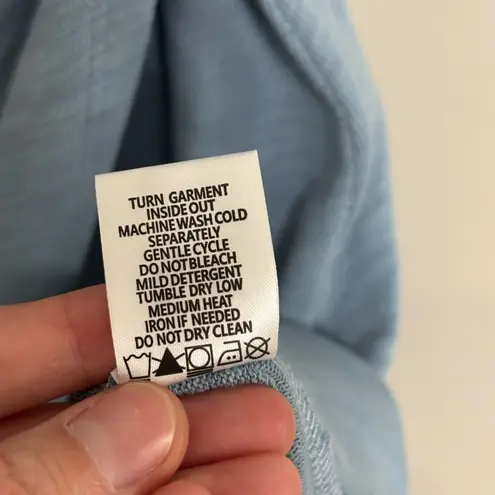 TURN GARMENT
INSIDE OUT
MACHINE WASH COLD
SEPARATELY
GENTLE CYCLE
DO NOT BLEACH
MILD DETERGENT
TUMBLE DRY LOW
MEDIUM HEAT
IRON IF NEEDED
DO NOT DRY CLEAN